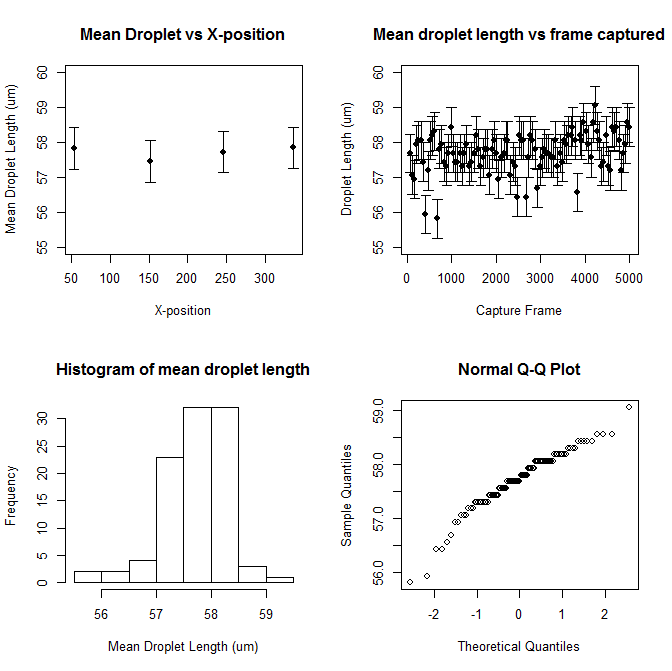 Mean Droplet vs X-position
Mean Droplet Length (um)
60
59
58
57
56
55
50 100 150 200 250 300
X-position
Mean droplet length vs frame captured
Droplet Length (um)
60
59
58
57
56
55
0 1000 2000 3000 4000 5000
Capture Frame
Histogram of mean droplet length
Frequency
30
25
20
15
10
5
0
56 57 58 59
Mean Droplet Length (um)
Normal Q-Q Plot
Sample Quantiles
59.0
58.0
57.0
56.0
-2 -1 0 1 2
Theoretical Quantiles